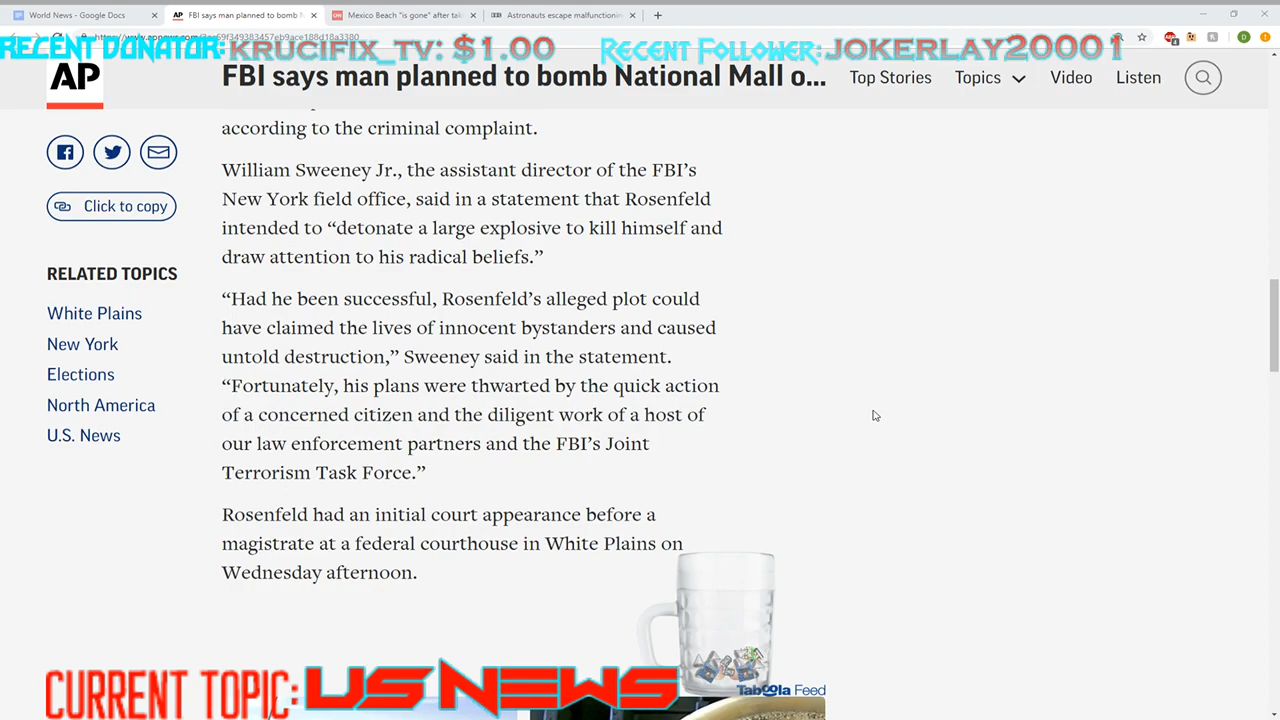 World News - Google Docs
AP FBI says man planned to bomb N
Mexico Beach "is gone" after tak
BBC Astronauts escape malfunctionin
RECENT DONATOR: KRUCIFIX_TV: $1.00
RECENT FOLLOWER: JOKERLAY20001
AP
FBI says man planned to bomb National Mall o...
Top Stories
Topics
Video
Listen
according to the criminal complaint.
Click to copy
RELATED TOPICS
White Plains
New York
Elections
North America
U.S. News
William Sweeney Jr., the assistant director of the FBI’s
New York field office, said in a statement that Rosenfeld
intended to “detonate a large explosive to kill himself and
draw attention to his radical beliefs.”
“Had he been successful, Rosenfeld’s alleged plot could
have claimed the lives of innocent bystanders and caused
untold destruction,” Sweeney said in the statement.
“Fortunately, his plans were thwarted by the quick action
of a concerned citizen and the diligent work of a host of
our law enforcement partners and the FBI’s Joint
Terrorism Task Force.”
Rosenfeld had an initial court appearance before a
magistrate at a federal courthouse in White Plains on
Wednesday afternoon.
Taboola Feed
CURRENT TOPIC: US NEWS